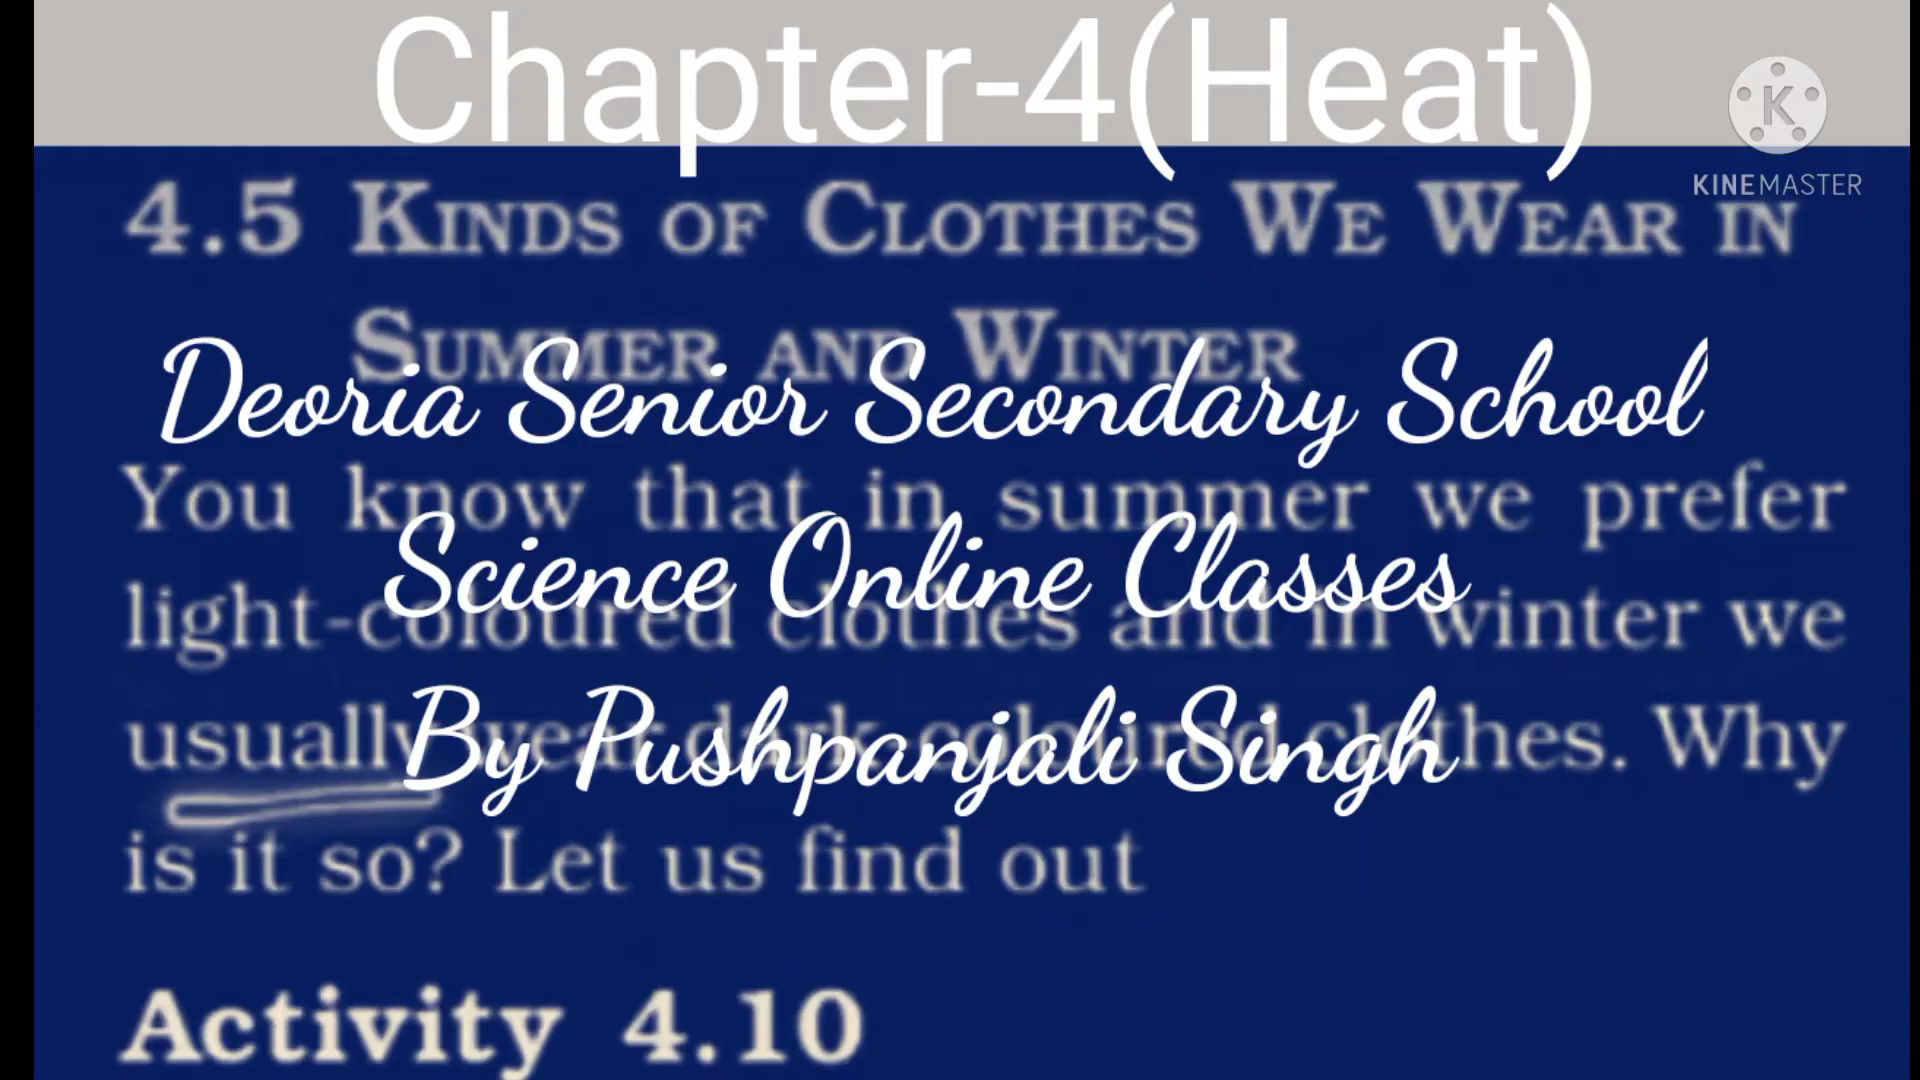 Chapter-4(Heat)
K
KINEMASTER
4.5 KINDS OF CLOTHES WE WEAR IN
SUMMER AND WINTER
Deoria Senior Secondary School
You know that in summer we prefer
Science Online Classes
light-coloured clothes and in winter we
By Pushpanjali Singh
usually wear dark-coloured clothes. Why
is it so? Let us find out
Activity 4.10